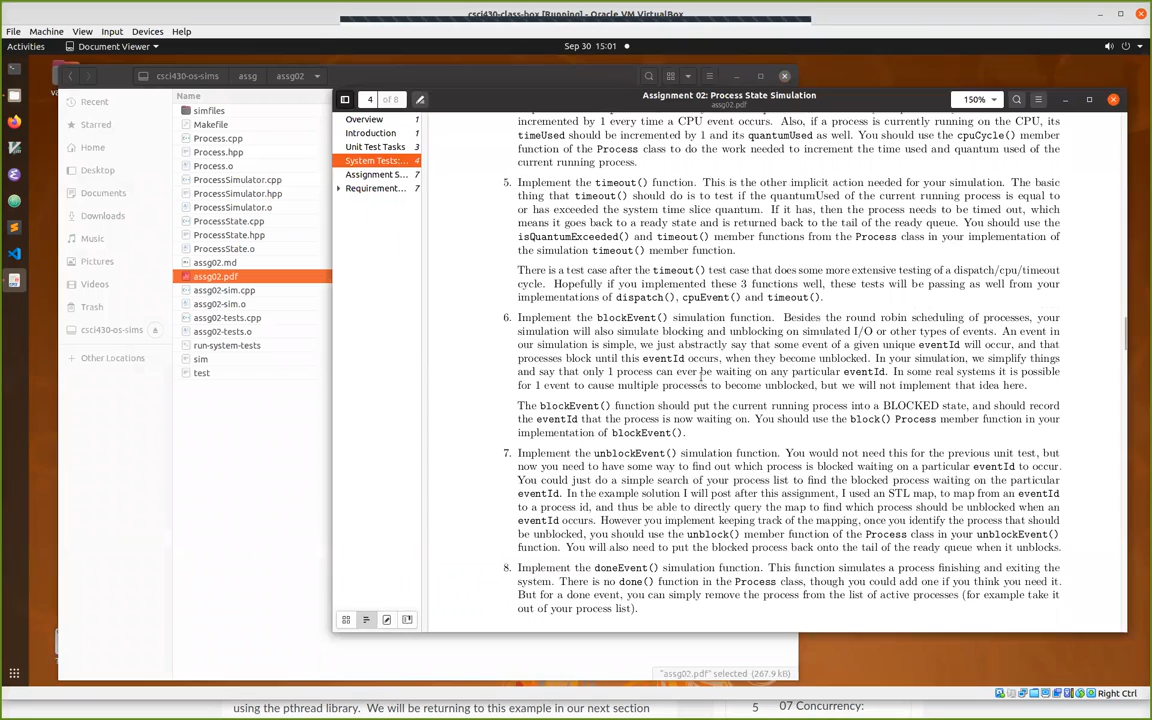 csci430-class-box [Running] - Oracle VM VirtualBox
File Machine View Input Devices Help
Activities Document Viewer Sep 30 15:01
csci430-os-sims assg assg02
Recent
Starred
Home
Desktop
Documents
Downloads
Music
Pictures
Videos
Trash
csci430-os-sims
Other Locations
Name
simfiles
Makefile
Process.cpp
Process.hpp
Process.o
ProcessSimulator.cpp
ProcessSimulator.hpp
ProcessSimulator.o
ProcessState.cpp
ProcessState.hpp
ProcessState.o
assg02.md
assg02.pdf
assg02-sim.cpp
assg02-sim.o
assg02-tests.cpp
assg02-tests.o
run-system-tests
sim
test
"assg02.pdf" selected (267.9 kB)
4 of 8
Assignment 02: Process State Simulation
assg02.pdf
150%
Overview 1
Introduction 1
Unit Test Tasks 3
System Tests:... 4
Assignment S... 7
Requirement... 7
incremented by 1 every time a CPU event occurs. Also, if a process is currently running on the CPU, its
timeUsed should be incremented by 1 and its quantumUsed as well. You should use the cpuCycle() member
function of the Process class to do the work needed to increment the time used and quantum used of the
current running process.
5. Implement the timeout() function. This is the other implicit action needed for your simulation. The basic
thing that timeout() should do is to test if the quantumUsed of the current running process is equal to
or has exceeded the system time slice quantum. If it has, then the process needs to be timed out, which
means it goes back to a ready state and is returned back to the tail of the ready queue. You should use the
isQuantumExceeded() and timeout() member functions from the Process class in your implementation of
the simulation timeout() member function.
There is a test case after the timeout() test case that does some more extensive testing of a dispatch/cpu/timeout
cycle. Hopefully if you implemented these 3 functions well, these tests will be passing as well from your
implementations of dispatch(), cpuEvent() and timeout().
6. Implement the blockEvent() simulation function. Besides the round robin scheduling of processes, your
simulation will also simulate blocking and unblocking on simulated I/O or other types of events. An event in
our simulation is simple, we just abstractly say that some event of a given unique eventId will occur, and that
processes block until this eventId occurs, when they become unblocked. In your simulation, we simplify things
and say that only 1 process can ever be waiting on any particular eventId. In some real systems it is possible
for 1 event to cause multiple processes to become unblocked, but we will not implement that idea here.
The blockEvent() function should put the current running process into a BLOCKED state, and should record
the eventId that the process is now waiting on. You should use the block() Process member function in your
implementation of blockEvent().
7. Implement the unblockEvent() simulation function. You would not need this for the previous unit test, but
now you need to have some way to find out which process is blocked waiting on a particular eventId to occur.
You could just do a simple search of your process list to find the blocked process waiting on the particular
eventId. In the example solution I will post after this assignment, I used an STL map, to map from an eventId
to a process id, and thus be able to directly query the map to find which process should be unblocked when an
eventId occurs. However you implement keeping track of the mapping, once you identify the process that should
be unblocked, you should use the unblock() member function of the Process class in your unblockEvent()
function. You will also need to put the blocked process back onto the tail of the ready queue when it unblocks.
8. Implement the doneEvent() simulation function. This function simulates a process finishing and exiting the
system. There is no done() function in the Process class, though you could add one if you think you need it.
But for a done event, you can simply remove the process from the list of active processes (for example take it
out of your process list).
Right Ctrl
using the pthread library. We will be returning to this example in our next section
5 07 Concurrency: